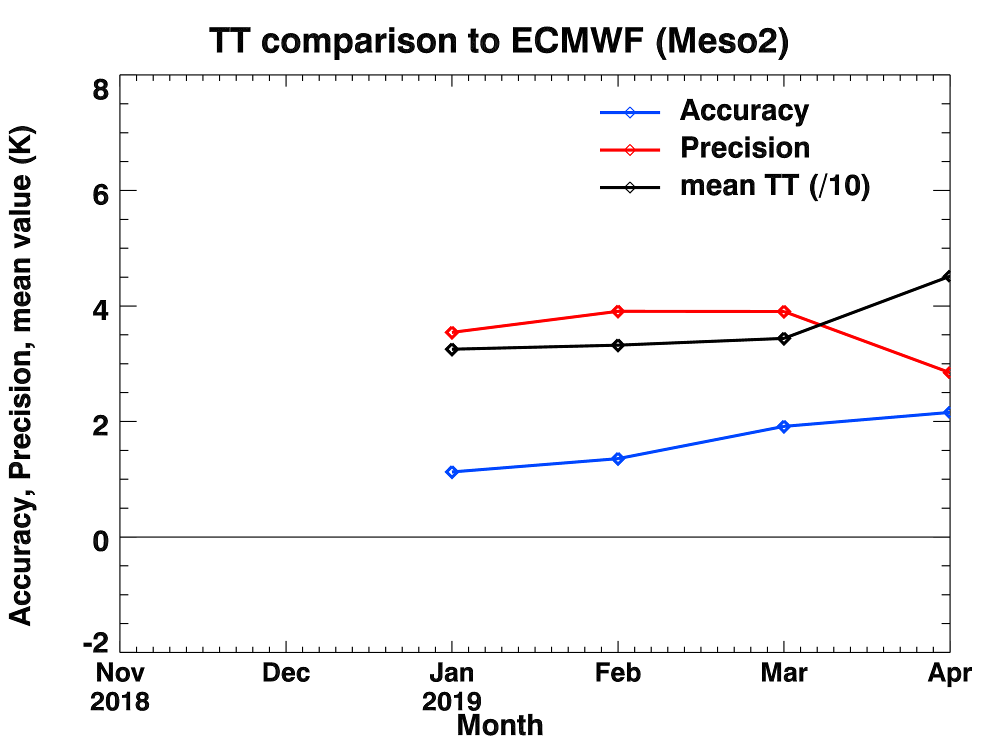 TT comparison to ECMWF (Meso2)
Accuracy, Precision, mean value (K)
8
6
4
2
0
-2
Accuracy
Precision
mean TT (/10)
Nov Dec Jan Feb Mar Apr
2018 2019
Month